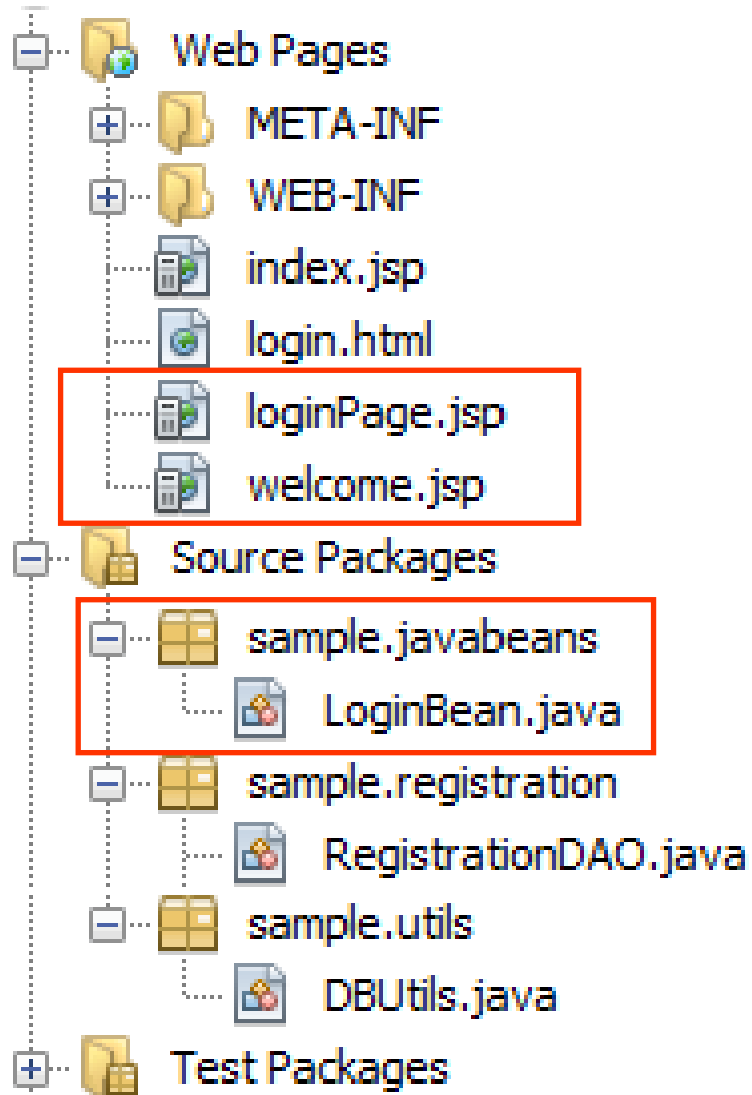 Web Pages
META-INF
WEB-INF
index.jsp
login.html
loginPage.jsp
welcome.jsp
Source Packages
sample.javabeans
LoginBean.java
sample.registration
RegistrationDAO.java
sample.utils
DBUtils.java
Test Packages